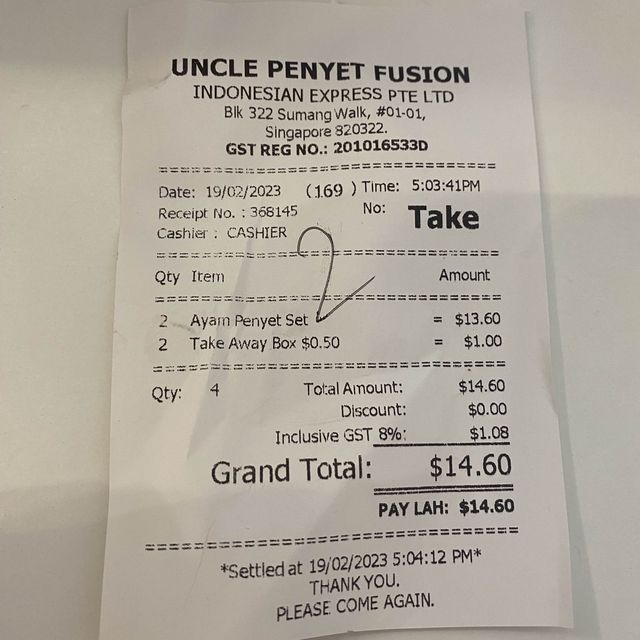 UNCLE PENYET FUSION
INDONESIAN EXPRESS PTE LTD
Blk 322 Sumang Walk, #01-01,
Singapore 820322.
GST REG NO.: 201016533D
Date: 19/02/2023 (169) Time: 5:03:41PM
Receipt No. : 368145 No: Take
Cashier : CASHIER
2
Qty Item Amount
2 Ayam Penyet Set = $13.60
2 Take Away Box $0.50 = $1.00
Qty: 4 Total Amount: $14.60
Discount: $0.00
Inclusive GST 8%: $1.08
Grand Total: $14.60
PAY LAH: $14.60
*Settled at 19/02/2023 5:04:12 PM*
THANK YOU.
PLEASE COME AGAIN.